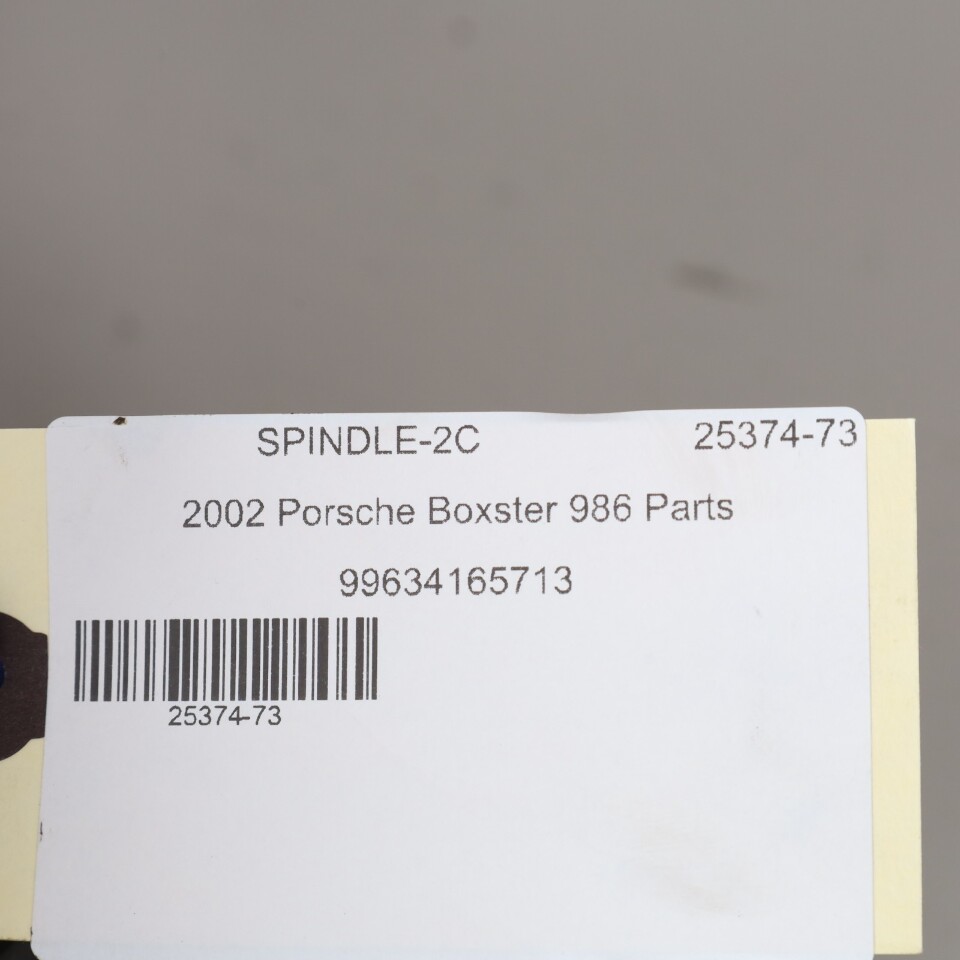 SPINDLE-2C 25374-73
2002 Porsche Boxster 986 Parts
99634165713
25374-73